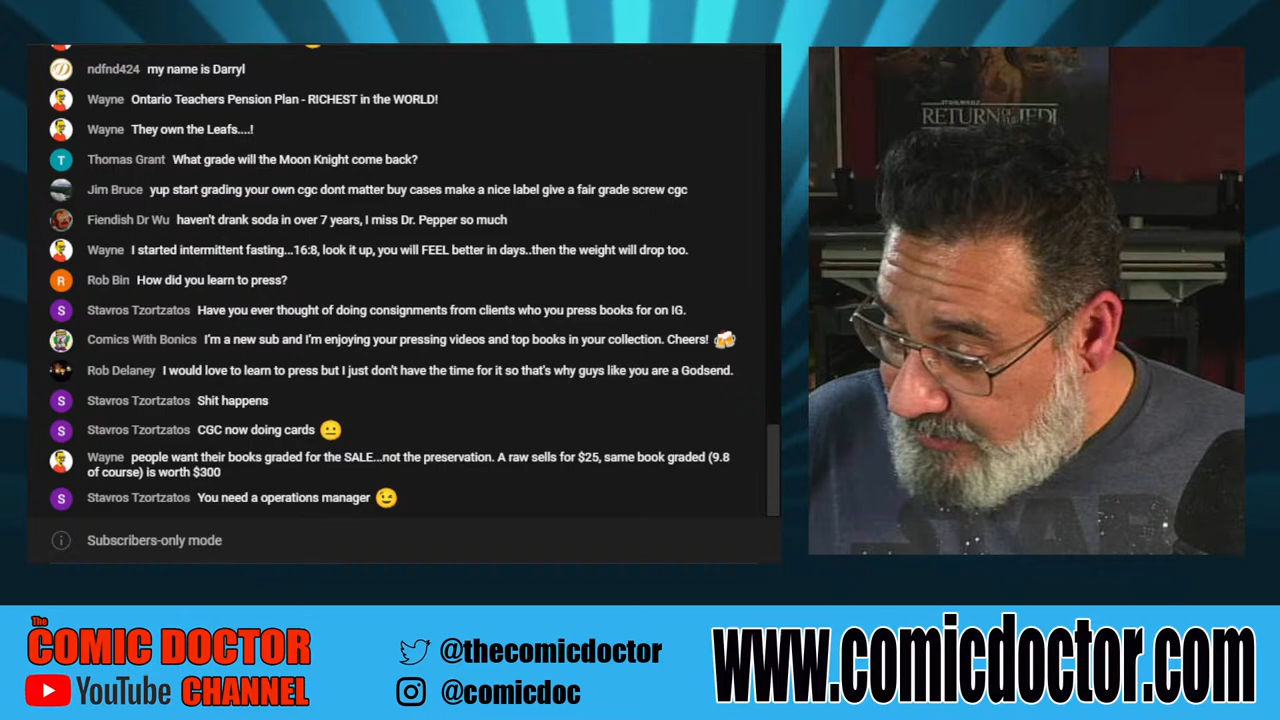 ndfnd424 my name is Darryl
Wayne Ontario Teachers Pension Plan - RICHEST in the WORLD!
Wayne They own the Leafs....!
T Thomas Grant What grade will the Moon Knight come back?
Jim Bruce yup start grading your own cgc dont matter buy cases make a nice label give a fair grade screw cgc
Fiendish Dr Wu haven't drank soda in over 7 years, I miss Dr. Pepper so much
Wayne I started intermittent fasting...16:8, look it up, you will FEEL better in days..then the weight will drop too.
R Rob Bin How did you learn to press?
S Stavros Tzortzatos Have you ever thought of doing consignments from clients who you press books for on IG.
Comics With Bonics I'm a new sub and I'm enjoying your pressing videos and top books in your collection. Cheers! 🍻
Rob Delaney I would love to learn to press but I just don't have the time for it so that's why guys like you are a Godsend.
S Stavros Tzortzatos Shit happens
S Stavros Tzortzatos CGC now doing cards 😐
Wayne people want their books graded for the SALE...not the preservation. A raw sells for $25, same book graded (9.8
of course) is worth $300
S Stavros Tzortzatos You need a operations manager 😉
Subscribers-only mode
STAR WARS
RETURN OF THE JEDI
STAR
The
COMIC DOCTOR
YouTube CHANNEL
@thecomicdoctor
@comicdoc
www.comicdoctor.com